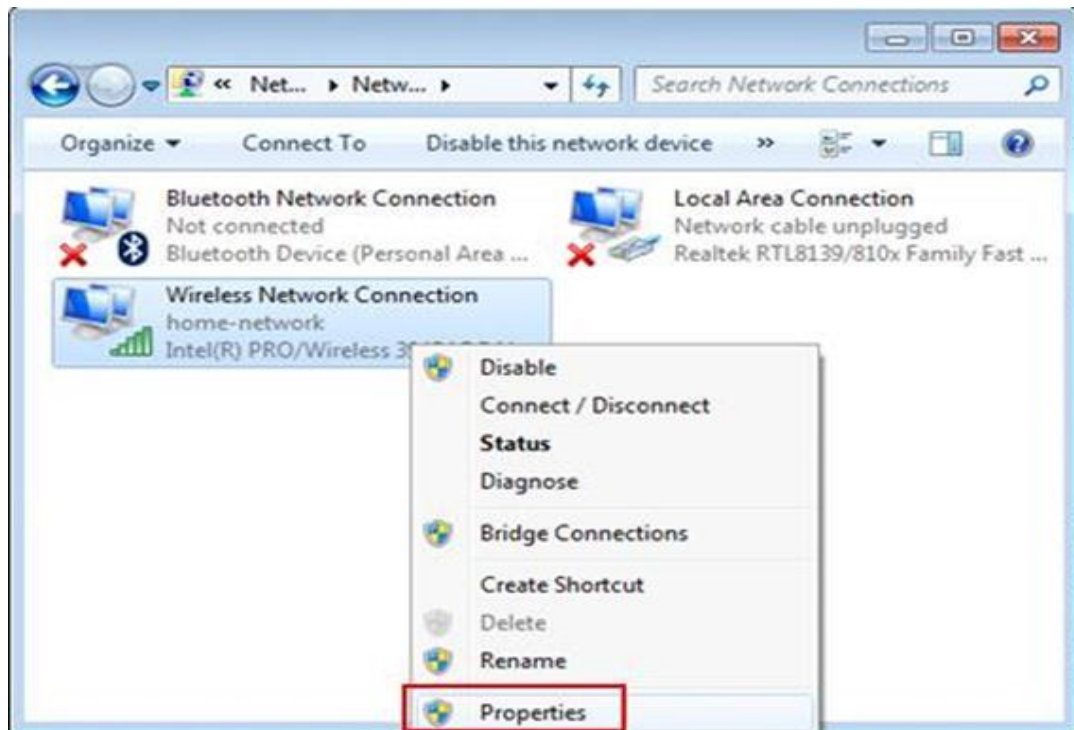 « Net... Netw...
Search Network Connections
Organize
Connect To
Disable this network device
»
Bluetooth Network Connection
Not connected
Bluetooth Device (Personal Area ...
Local Area Connection
Network cable unplugged
Realtek RTL8139/810x Family Fast ...
Wireless Network Connection
home-network
Intel(R) PRO/Wireless
Disable
Connect / Disconnect
Status
Diagnose
Bridge Connections
Create Shortcut
Delete
Rename
Properties